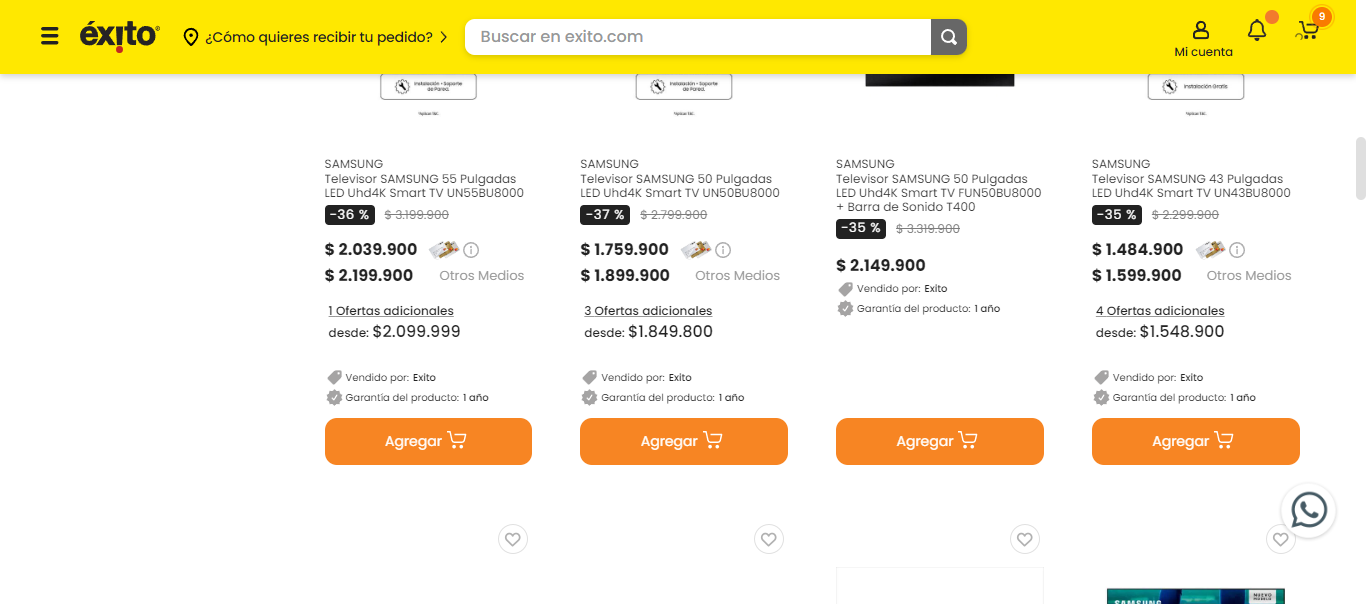 éxito
¿Cómo quieres recibir tu pedido?
Buscar en exito.com
Mi cuenta
9
Instalación + Soporte
de Pared.
*Aplican T&C.
Instalación + Soporte
de Pared.
*Aplican T&C.
Instalación Gratis
*Aplican T&C.
SAMSUNG
Televisor SAMSUNG 55 Pulgadas
LED Uhd4K Smart TV UN55BU8000
-36 % $ 3.199.900
$ 2.039.900
$ 2.199.900 Otros Medios
1 Ofertas adicionales
desde: $2.099.999
Vendido por: Exito
Garantía del producto: 1 año
Agregar
SAMSUNG
Televisor SAMSUNG 50 Pulgadas
LED Uhd4K Smart TV UN50BU8000
-37 % $ 2.799.900
$ 1.759.900
$ 1.899.900 Otros Medios
3 Ofertas adicionales
desde: $1.849.800
Vendido por: Exito
Garantía del producto: 1 año
Agregar
SAMSUNG
Televisor SAMSUNG 50 Pulgadas
LED Uhd4K Smart TV FUN50BU8000
+ Barra de Sonido T400
-35 % $ 3.319.900
$ 2.149.900
Vendido por: Exito
Garantía del producto: 1 año
Agregar
SAMSUNG
Televisor SAMSUNG 43 Pulgadas
LED Uhd4K Smart TV UN43BU8000
-35 % $ 2.299.900
$ 1.484.900
$ 1.599.900 Otros Medios
4 Ofertas adicionales
desde: $1.548.900
Vendido por: Exito
Garantía del producto: 1 año
Agregar
SAMSUNG
NUEVO
MODELO